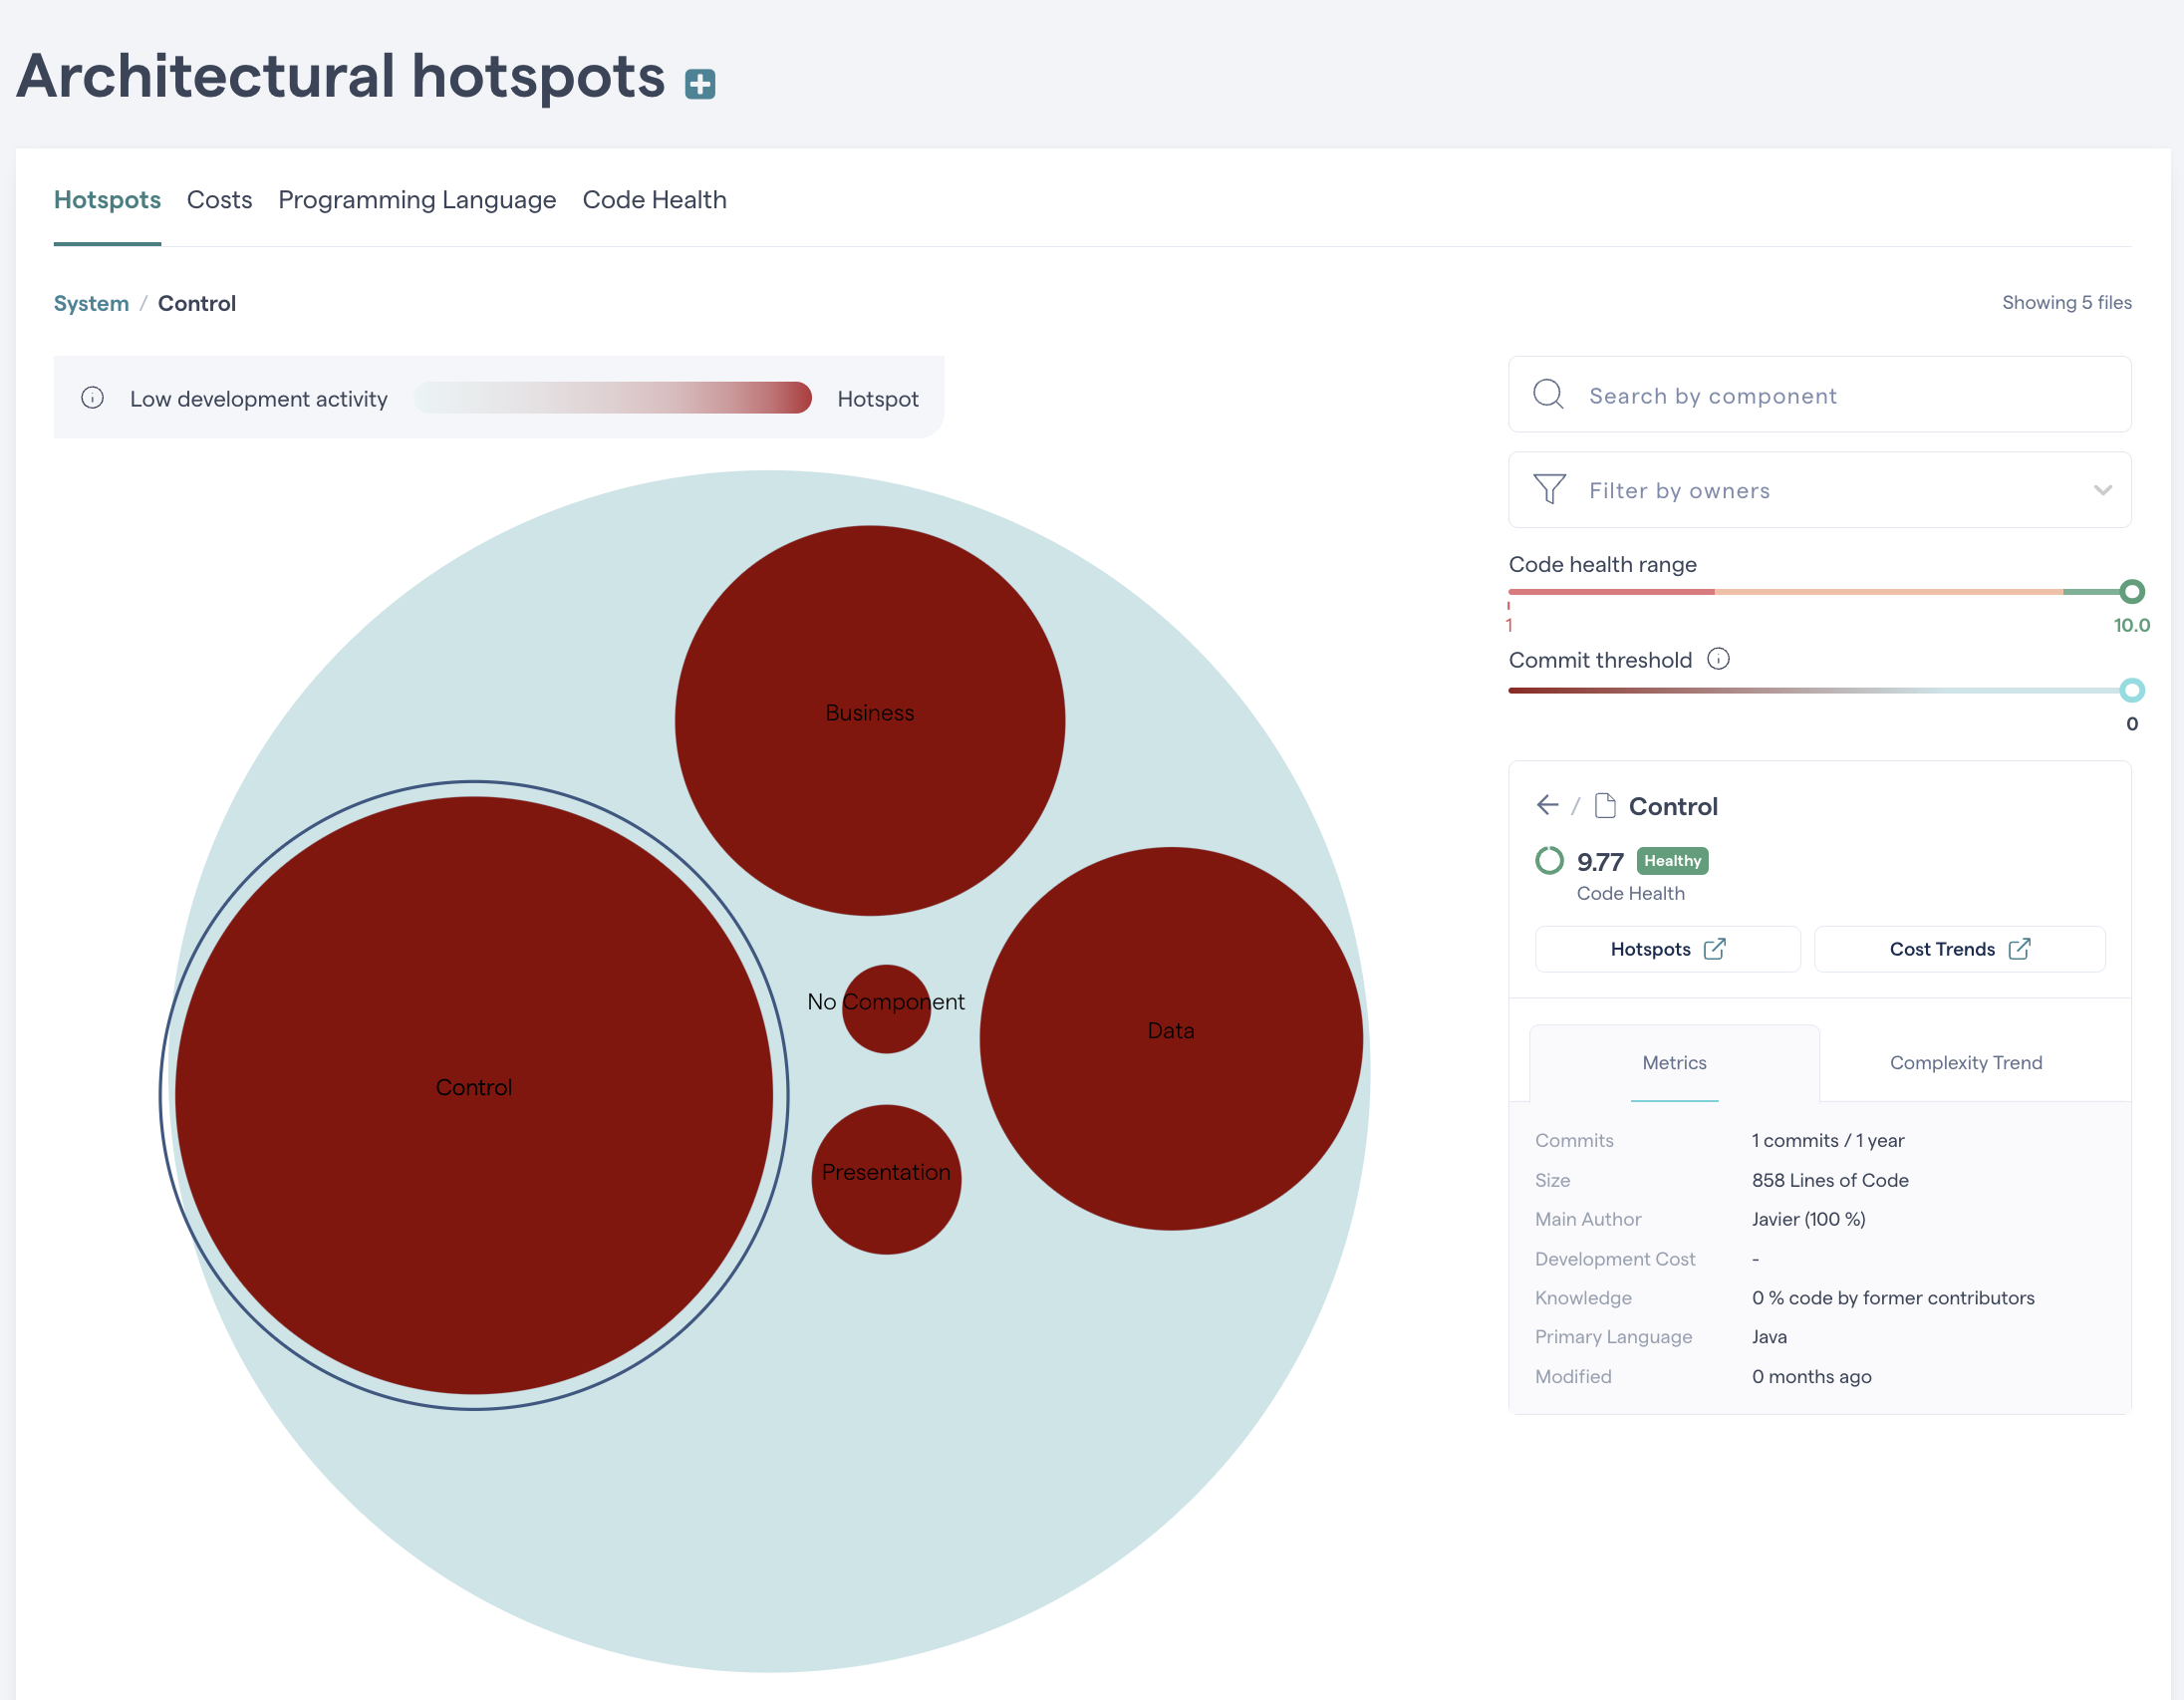 Architectural hotspots
Hotspots Costs Programming Language Code Health
System / Control
Showing 5 files
Low development activity Hotspot
Business
Control
No Component
Data
Presentation
Search by component
Filter by owners
Code health range
1 10.0
Commit threshold
0
/ Control
9.77 Healthy
Code Health
Hotspots Cost Trends
Metrics Complexity Trend
Commits 1 commits / 1 year
Size 858 Lines of Code
Main Author Javier (100 %)
Development Cost -
Knowledge 0 % code by former contributors
Primary Language Java
Modified 0 months ago